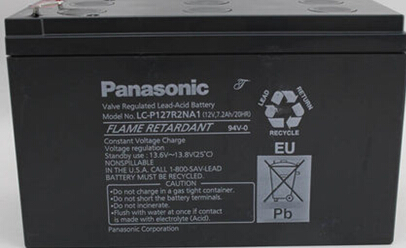 Panasonic
Valve Regulated Lead-Acid Battery
Model No. LC-P127R2NA1 (12V,7.2Ah/20HR)
FLAME RETARDANT 94V-0
Constant Voltage Charge
Voltage regulation
Standby use : 13.6V~13.8V(25℃)
NONSPILLABLE
IN THE U.S.A. CALL 1-800-SAV-LEAD
BATTERY MUST BE RECYCLED.
CAUTION
•Do not charge in a gas tight container.
•Do not short the battery terminals.
•Do not incinerate.
•Flush with water at once if contact
is made with electrolyte (Acid).
Panasonic Corporation
LEAD
RETURN
RECYCLE
EU
Pb